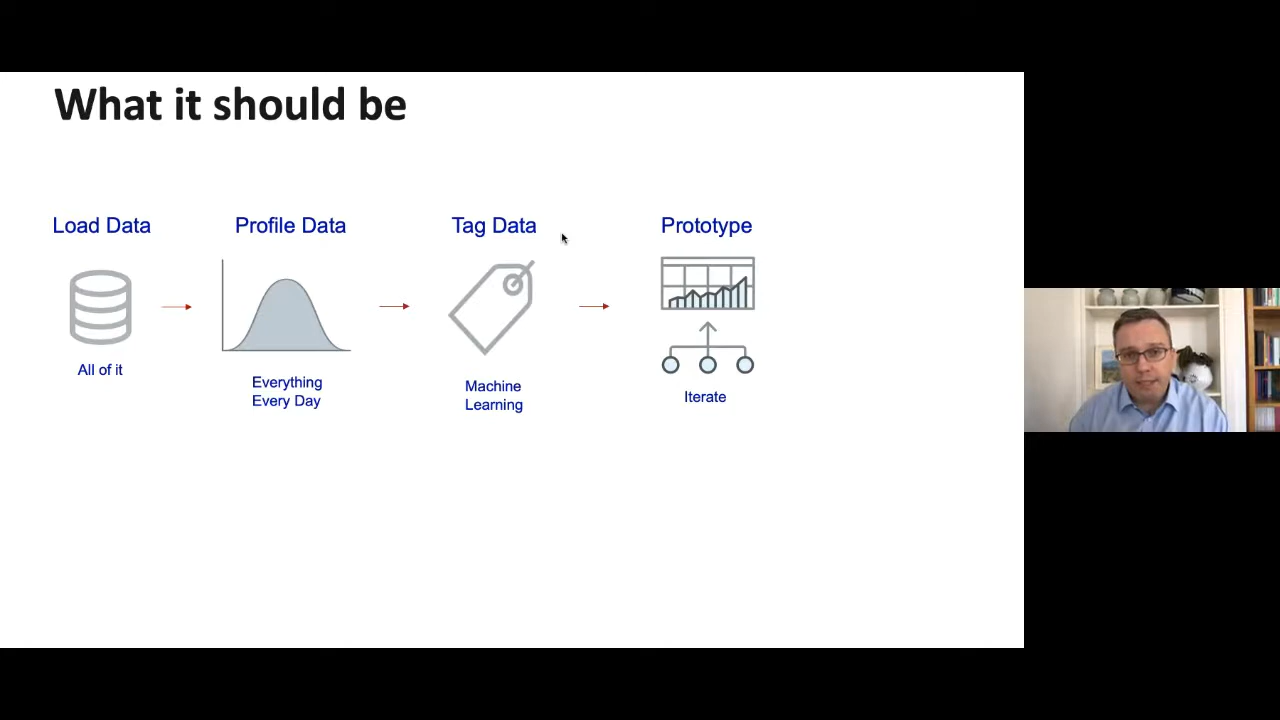 What it should be
Load Data
Profile Data
Tag Data
Prototype
All of it
Everything
Every Day
Machine
Learning
Iterate